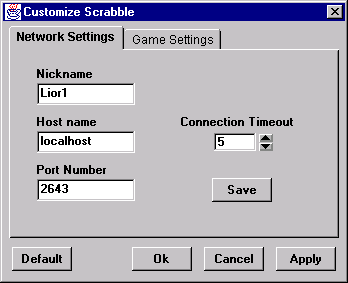 Customize Scrabble
Network Settings Game Settings
Nickname
Lior1
Host name Connection Timeout
localhost 5
Port Number
2643 Save
Default Ok Cancel Apply